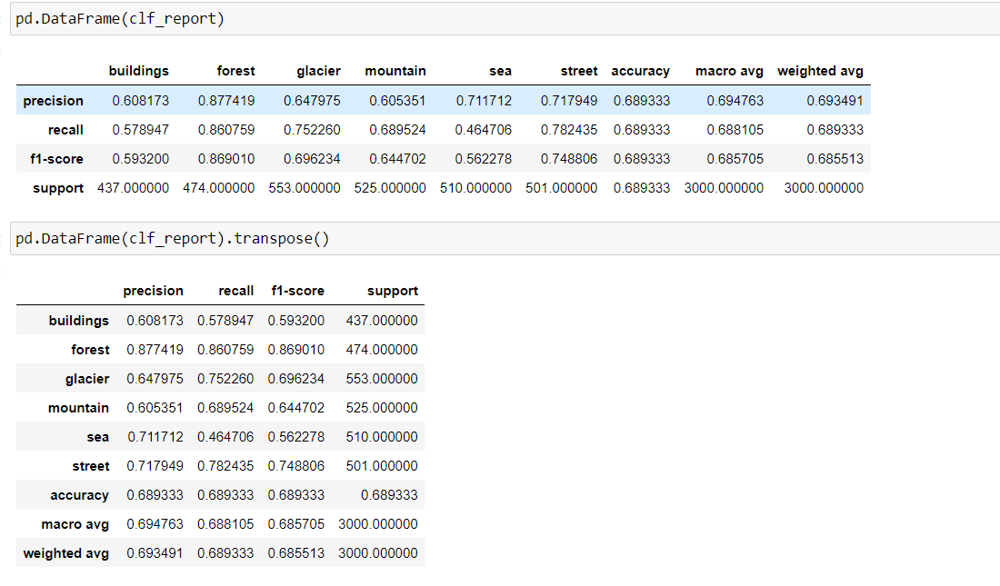 pd.DataFrame(clf_report)
buildings forest glacier mountain sea street accuracy macro avg weighted avg
precision 0.608173 0.877419 0.647975 0.605351 0.711712 0.717949 0.689333 0.694763 0.693491
recall 0.578947 0.860759 0.752260 0.689524 0.464706 0.782435 0.689333 0.688105 0.689333
f1-score 0.593200 0.869010 0.696234 0.644702 0.562278 0.748806 0.689333 0.685705 0.685513
support 437.000000 474.000000 553.000000 525.000000 510.000000 501.000000 0.689333 3000.000000 3000.000000
pd.DataFrame(clf_report).transpose()
precision recall f1-score support
buildings 0.608173 0.578947 0.593200 437.000000
forest 0.877419 0.860759 0.869010 474.000000
glacier 0.647975 0.752260 0.696234 553.000000
mountain 0.605351 0.689524 0.644702 525.000000
sea 0.711712 0.464706 0.562278 510.000000
street 0.717949 0.782435 0.748806 501.000000
accuracy 0.689333 0.689333 0.689333 0.689333
macro avg 0.694763 0.688105 0.685705 3000.000000
weighted avg 0.693491 0.689333 0.685513 3000.000000